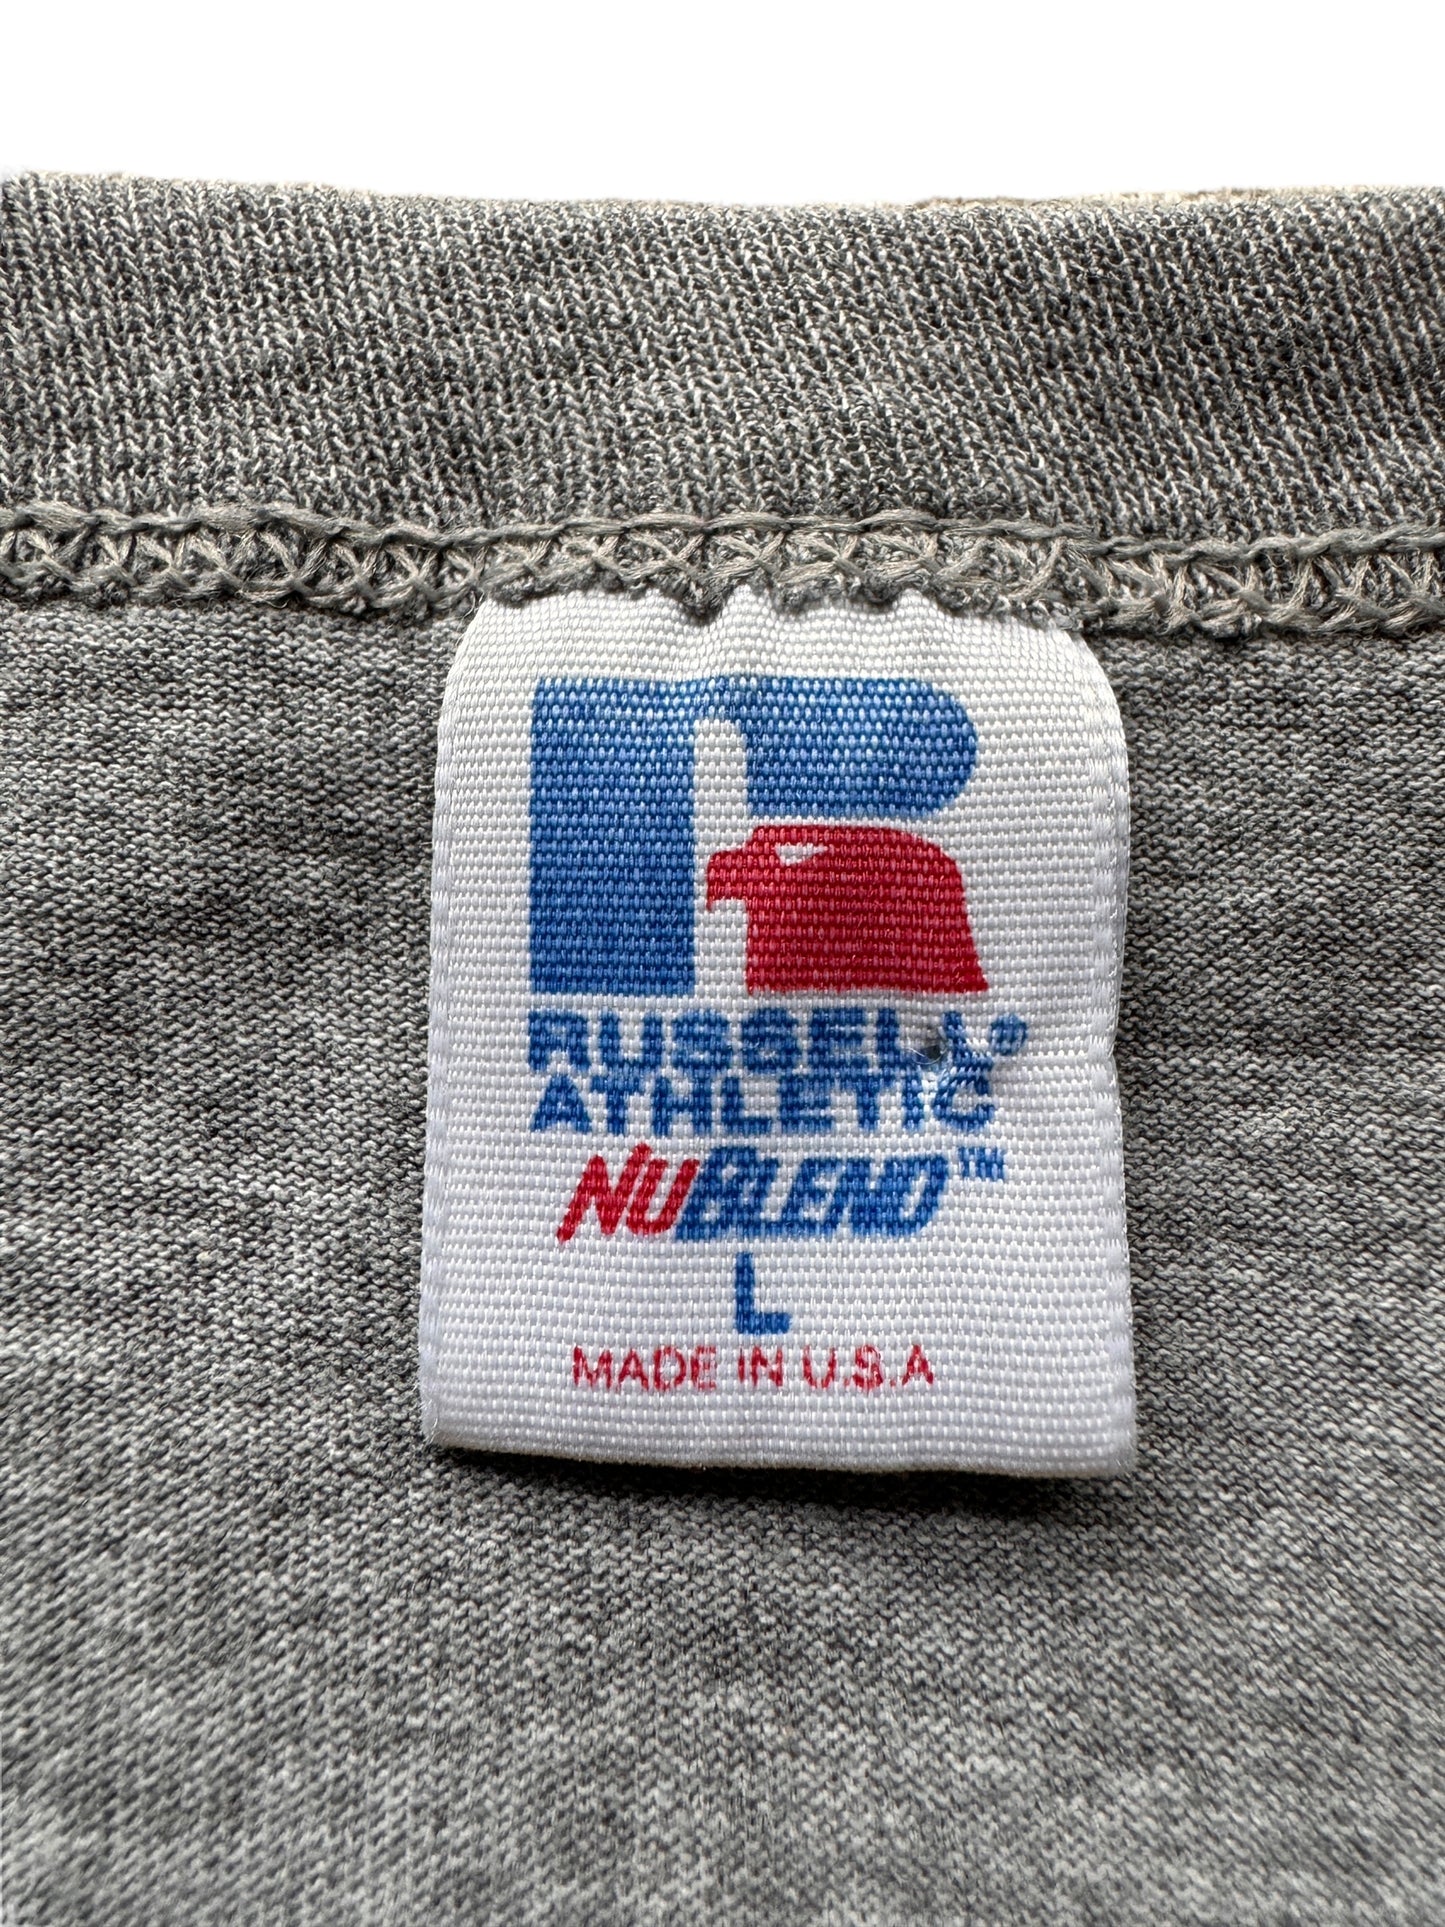 RUSSELL®
ATHLETIC
NUBLEND™
L
MADE IN U.S.A